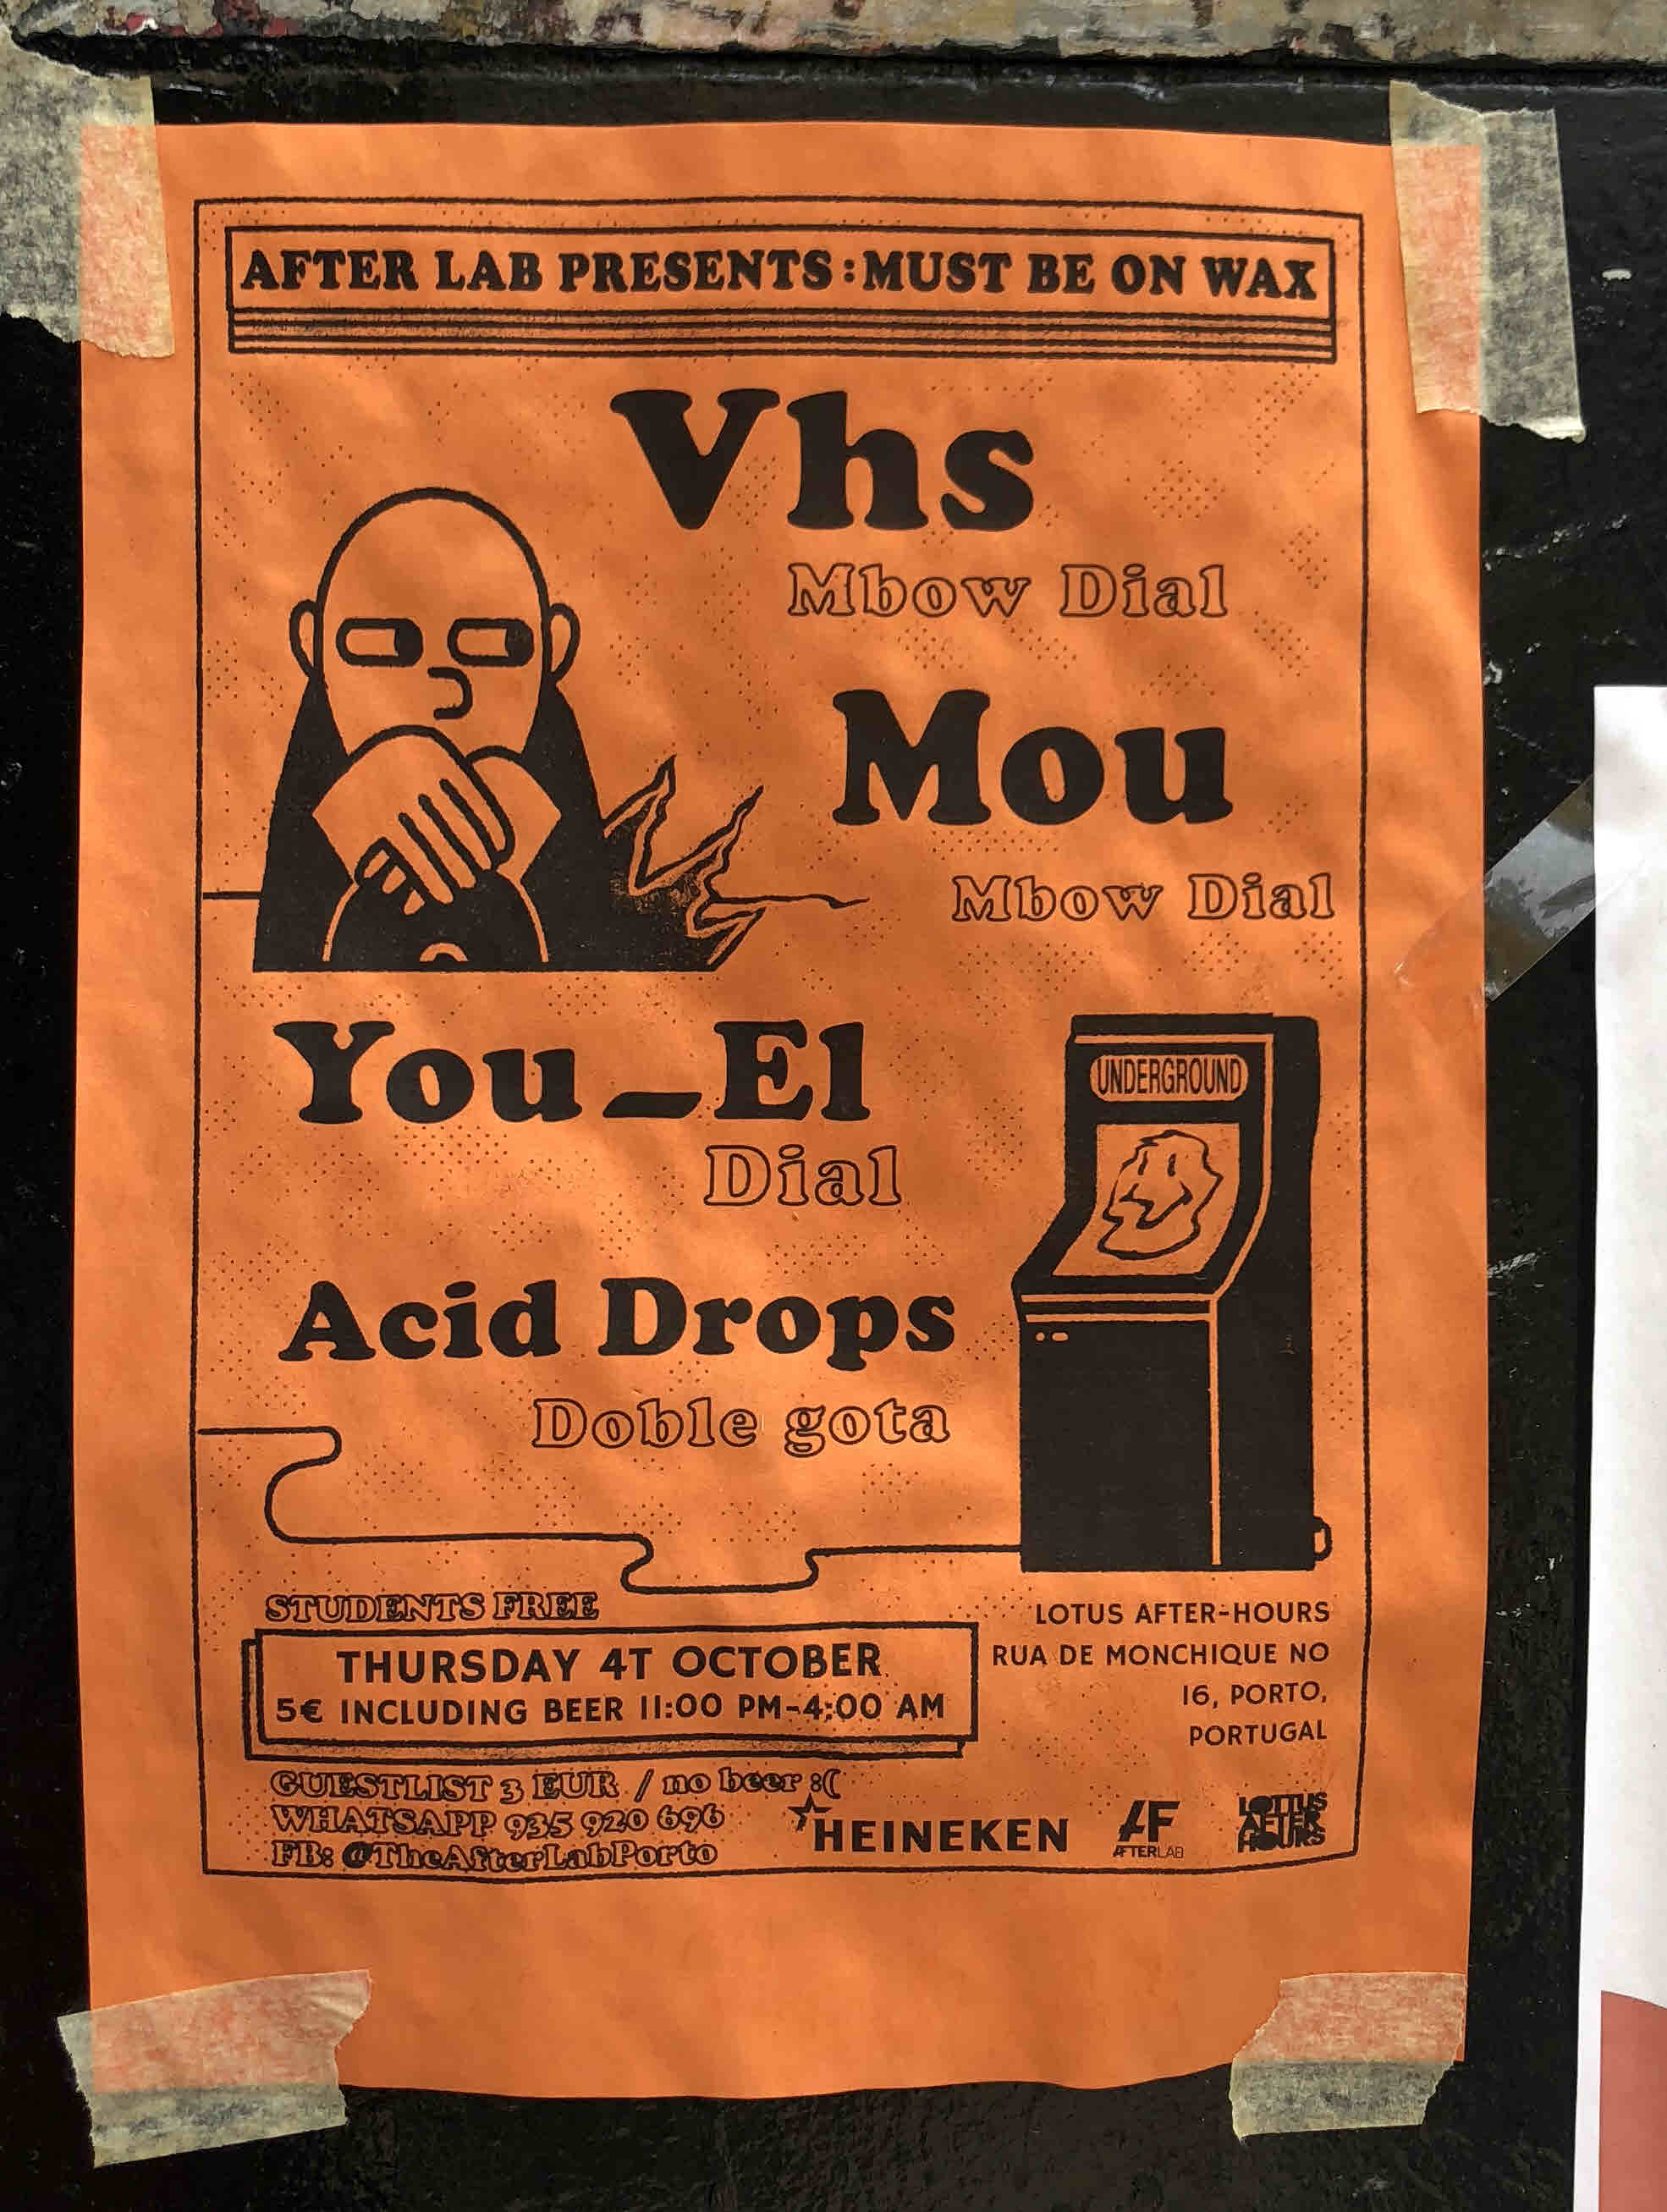 AFTER LAB PRESENTS:MUST BE ON WAX
Vhs
Mbow Dial
Mou
Mbow Dial
You_El
Dial
UNDERGROUND
Acid Drops
Doble gota
STUDENTS FREE
THURSDAY 4T OCTOBER
5€ INCLUDING BEER 11:00 PM-4:00 AM
LOTUS AFTER-HOURS
RUA DE MONCHIQUE NO
16, PORTO,
PORTUGAL
GUESTLIST 3 EUR / no beer :(
WHATSAPP 935 920 696
FB: @TheAfterLabPorto
HEINEKEN
AF
AFTERLAB
LOTTUS
AFTER
HOURS